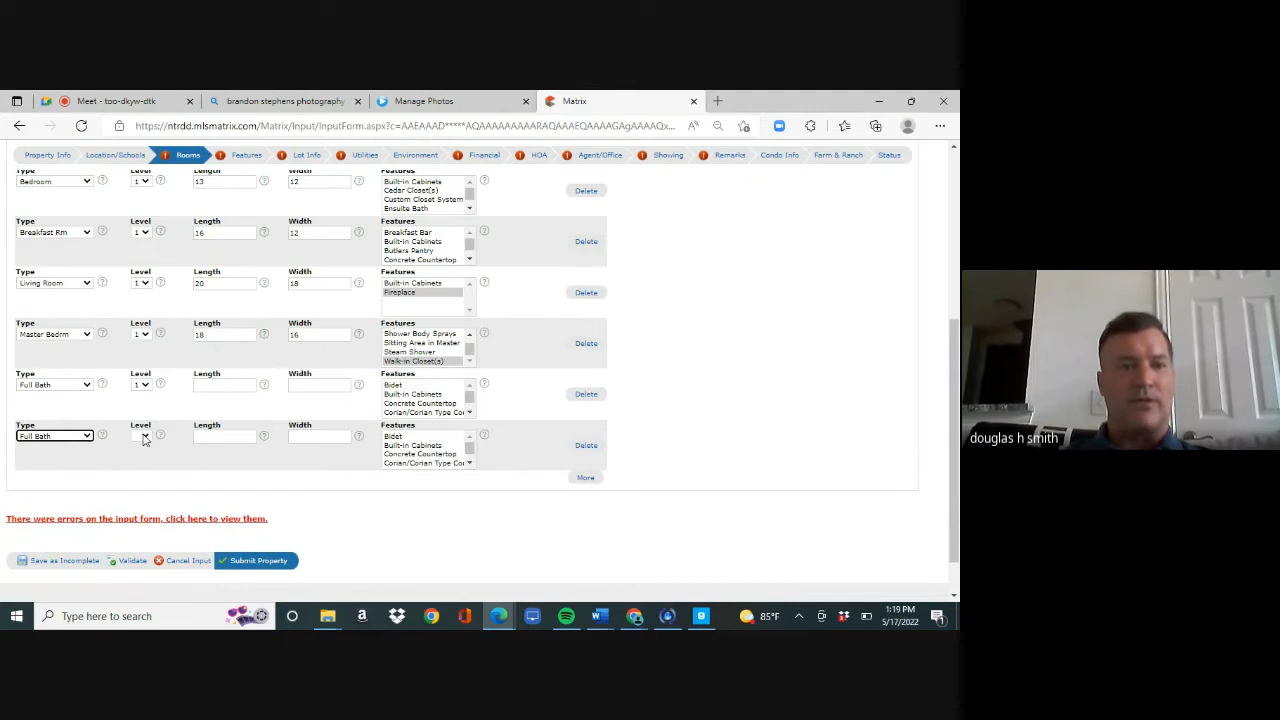 Meet - too-dkyw-dtk
brandon stephens photography
Manage Photos
Matrix
https://ntrdd.mlsmatrix.com/Matrix/Input/InputForm.aspx?c=AAEAAAD*****AQAAAAAAAAARAQAAAEQAAAAGAgAAAAQx...
Property Info Location/Schools Rooms Features Lot Info Utilities Environment Financial HOA Agent/Office Showing Remarks Condo Info Farm & Ranch Status
Type Level Length Width Features
Bedroom 1 13 12 Built-in Cabinets Delete
Cedar Closet(s)
Custom Closet System
Ensuite Bath
Type Level Length Width Features
Breakfast Rm 1 16 12 Breakfast Bar Delete
Built-in Cabinets
Butlers Pantry
Concrete Countertop
Type Level Length Width Features
Living Room 1 20 18 Built-in Cabinets Delete
Fireplace
Type Level Length Width Features
Master Bedrm 1 18 16 Shower Body Sprays Delete
Sitting Area in Master
Steam Shower
Walk-in Closet(s)
Type Level Length Width Features
Full Bath 1 Bidet Delete
Built-in Cabinets
Concrete Countertop
Corian/Corian Type Cou
Type Level Length Width Features
Full Bath Bidet Delete
Built-in Cabinets
Concrete Countertop
Corian/Corian Type Cou
More
There were errors on the input form, click here to view them.
Save as Incomplete Validate Cancel Input Submit Property
Type here to search
85°F
1:19 PM
5/17/2022
douglas h smith